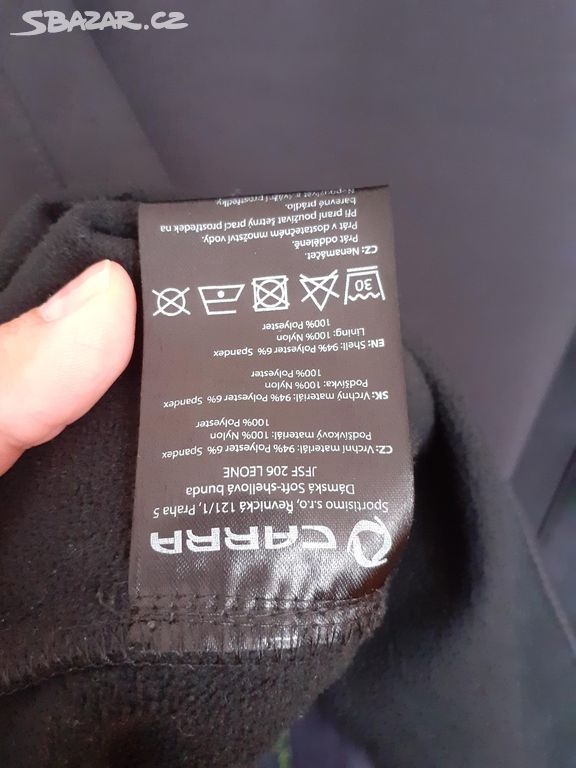 SBAZAR.CZ
CARRA
Sportisimo s.r.o, Řevnická 121/1, Praha 5
Dámská Soft-shellová bunda
JFSF 206 LEONE
CZ: Vrchní materiál: 94% Polyester 6% Spandex
Podšívkový materiál: 100% Nylon
100% Polyester
SK: Vrchný materiál: 94% Polyester 6% Spandex
Podšívka: 100% Nylon
100% Polyester
EN: Shell: 94% Polyester 6% Spandex
Lining: 100% Nylon
100% Polyester
30
CZ: Nenamáčet.
Prát odděleně.
Prát v dostatečném množství vody.
Při praní používat šetrný prací prostředek na
barevné prádlo.
Nepoužívat avivážní prostředky.